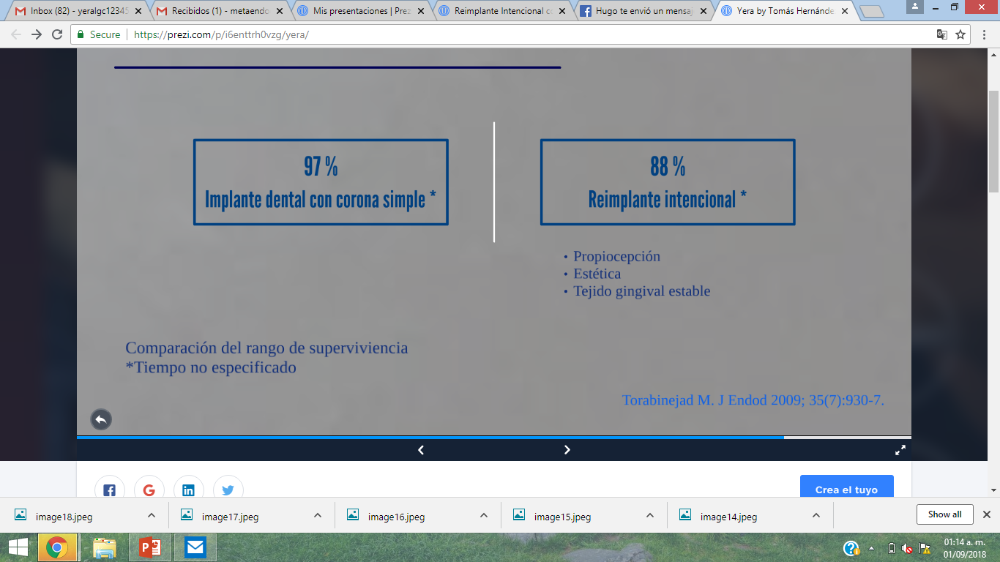 Inbox (82) - yeralgc12345
Recibidos (1) - metaendo
Mis presentaciones | Prez
Reimplante Intencional co
Hugo te envió un mensaj
Yera by Tomás Hernánde
Secure
https://prezi.com/p/i6enttrh0vzg/yera/
97 %
Implante dental con corona simple *
88 %
Reimplante intencional *
• Propiocepción
• Estética
• Tejido gingival estable
Comparación del rango de superviviencia
*Tiempo no especificado
Torabinejad M. J Endod 2009; 35(7):930-7.
Crea el tuyo
image18.jpeg
image17.jpeg
image16.jpeg
image15.jpeg
image14.jpeg
Show all
01:14 a. m.
01/09/2018